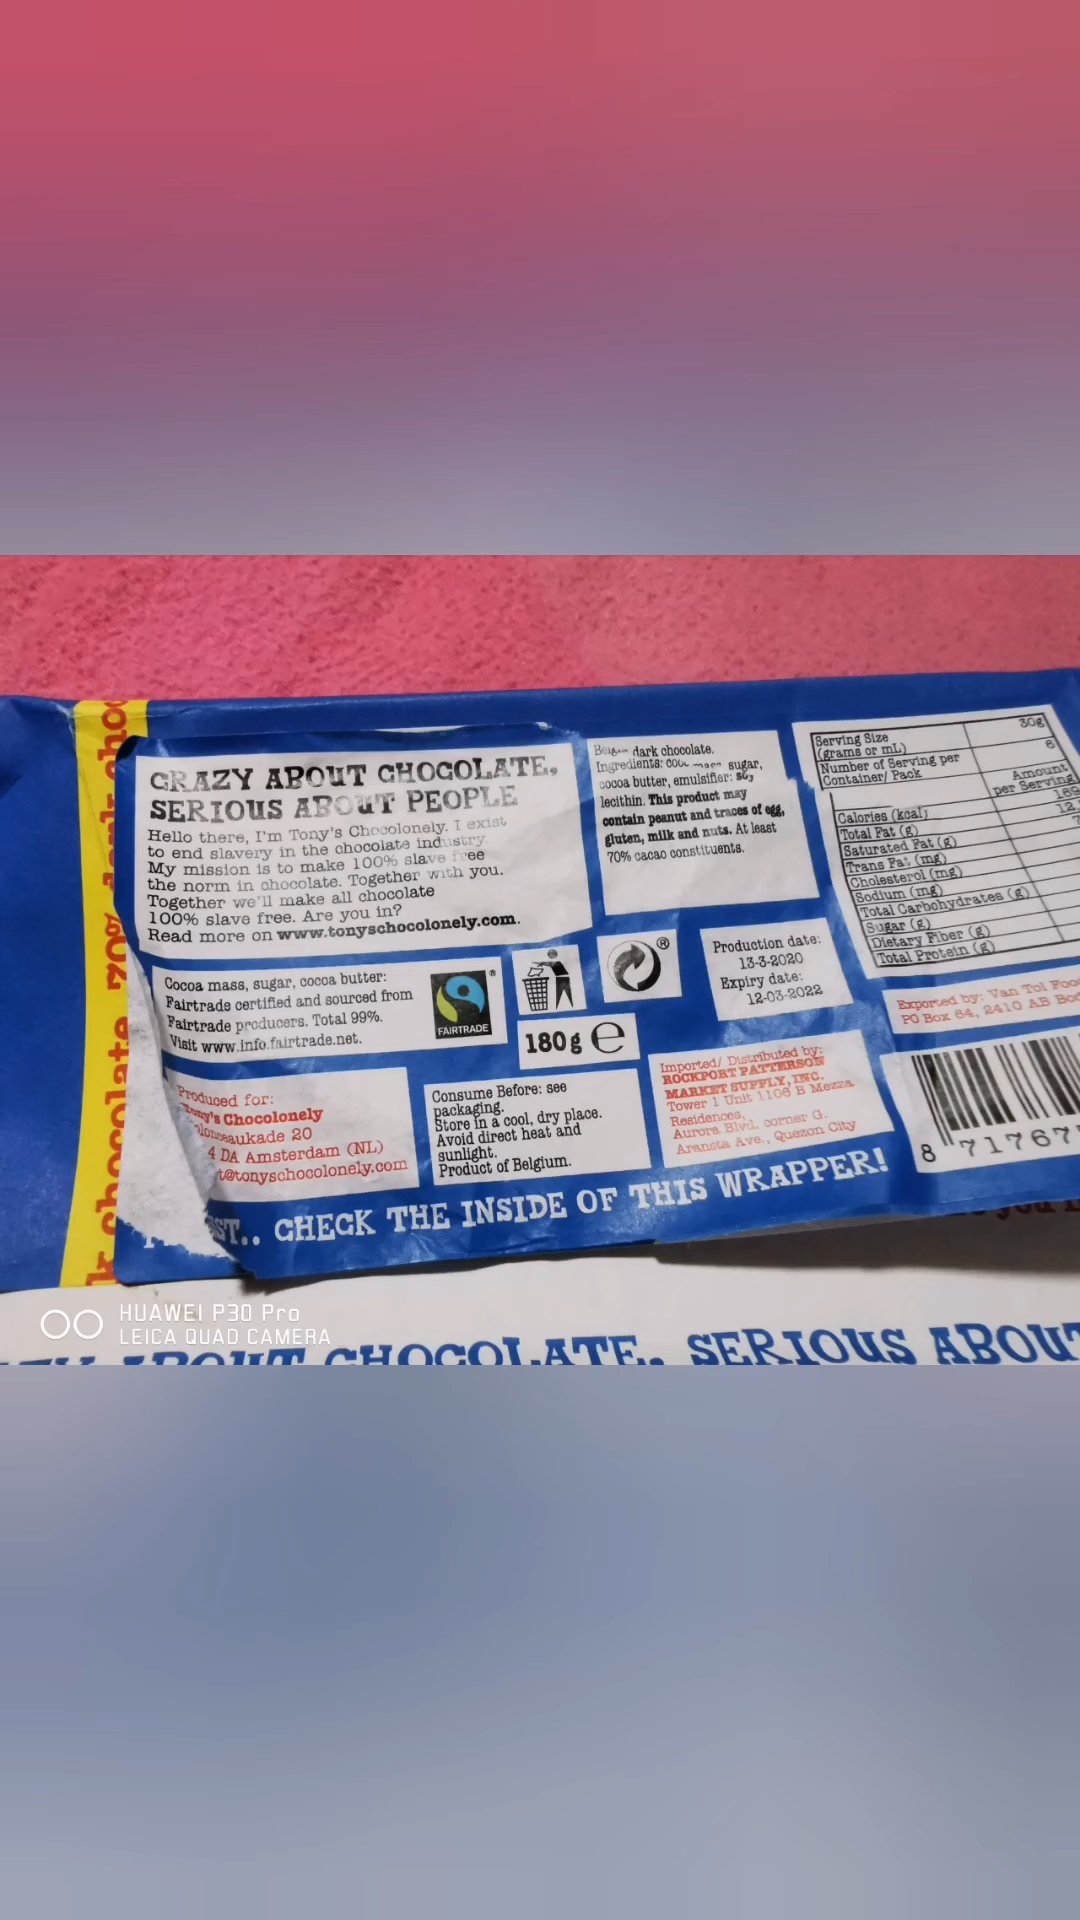 70% dark choc
CRAZY ABOUT CHOCOLATE,
SERIOUS ABOUT PEOPLE
Hello there, I'm Tony's Chocolonely. I exist
to end slavery in the chocolate industry.
My mission is to make 100% slave free
the norm in chocolate. Together with you.
Together we'll make all chocolate
100% slave free. Are you in?
Read more on www.tonyschocolonely.com.
Cocoa mass, sugar, cocoa butter:
Fairtrade certified and sourced from
Fairtrade producers. Total 99%.
Visit www.info.fairtrade.net.
FAIRTRADE
®
180g e
Produced for:
Tony's Chocolonely
20
4 DA Amsterdam (NL)
t@tonyschocolonely.com
Consume Before: see
packaging.
Store in a cool, dry place.
Avoid direct heat and
sunlight.
Product of Belgium.
dark chocolate.
Ingredients: sugar,
cocoa butter, emulsifier: soy
lecithin. This product may
contain peanut and traces of egg,
gluten, milk and nuts. At least
70% cacao constituents.
®
Production date:
13-3-2020
Expiry date:
12-03-2022
Imported/ Distributed by:
ROCKPORT PATTERSON
MARKET SUPPLY, INC.
Tower 1 Unit 1106 B Mezza
Residences,
Aurora Blvd. corner G.
Araneta Ave., Quezon City
Serving Size 30g
(grams or mL)
Number of Serving per 6
Container/ Pack
Amount
per Serving
Calories (kcal) 169
Total Fat (g) 12,
Saturated Fat (g) 7
Trans Fat (mg)
Cholesterol (mg)
Sodium (mg)
Total Carbohydrates (g)
Sugar (g)
Dietary Fiber (g)
Total Protein (g)
Exported by: Van Tol Foo
PO Box 64, 2410 AB Bod
8 71767
CHECK THE INSIDE OF THIS WRAPPER!
chocolate
HUAWEI P30 Pro
LEICA QUAD CAMERA
ABOUT CHOCOLATE, SERIOUS ABOUT